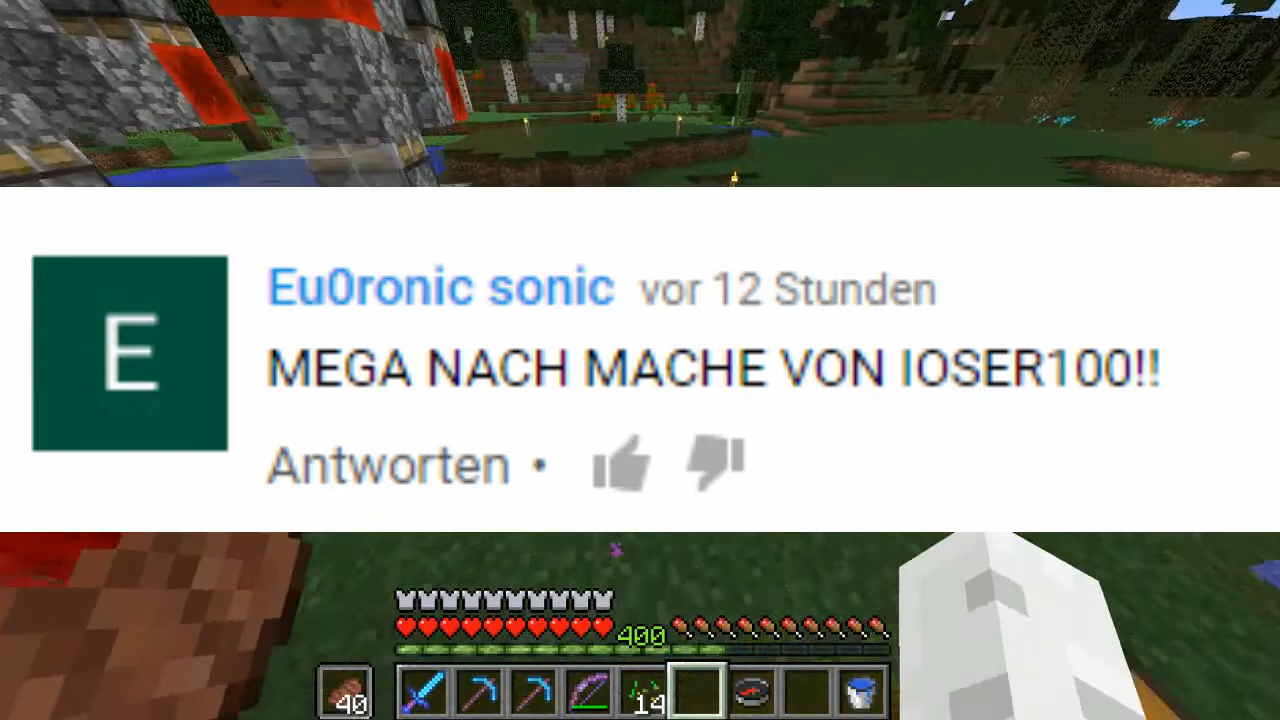 E
Eu0ronic sonic vor 12 Stunden
MEGA NACH MACHE VON IOSER100!!
Antworten •
400
40
14